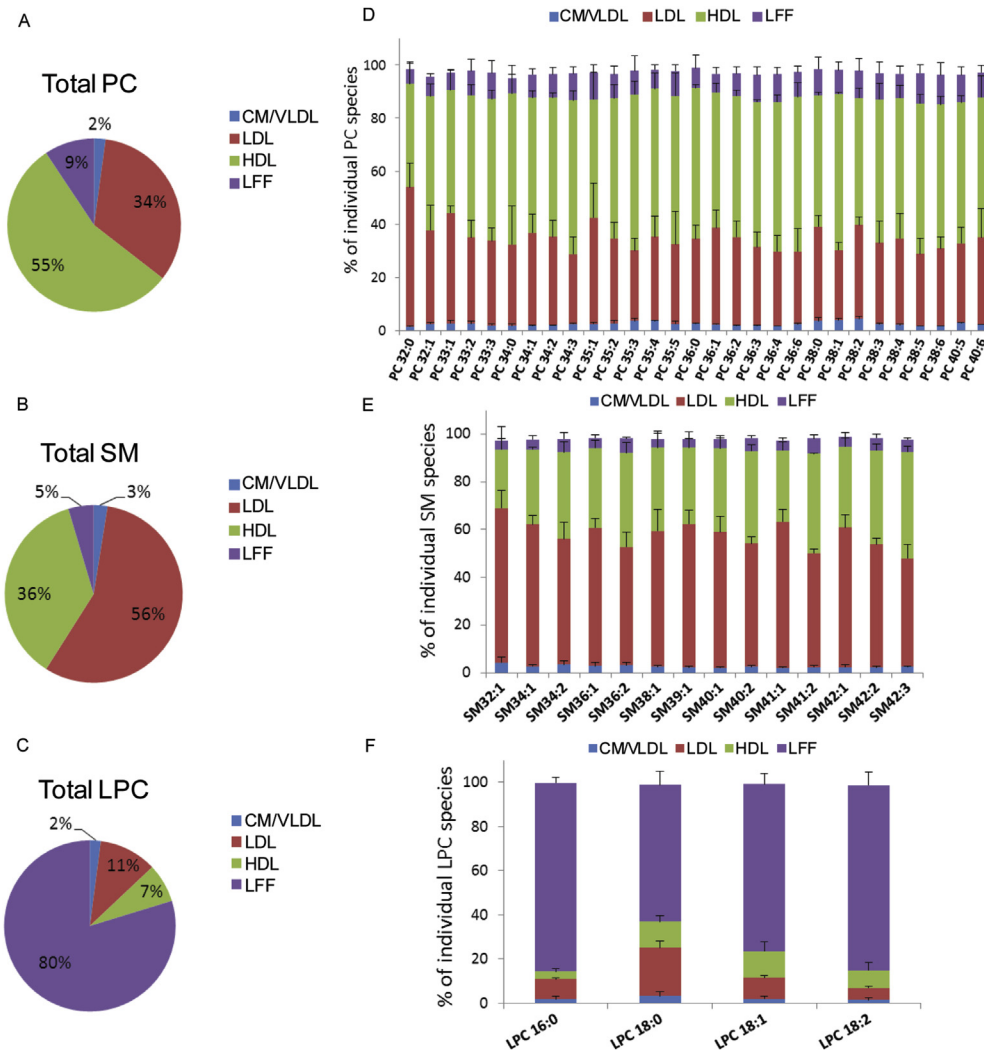 A
Total PC
2%
9%
34%
55%
CM/VLDL
LDL
HDL
LFF
D
CM/VLDL LDL HDL LFF
% of individual PC species
100
80
60
40
20
0
PC 32:0 PC 32:1 PC 33:1 PC 33:2 PC 33:3 PC 34:0 PC 34:1 PC 34:2 PC 34:3 PC 35:1 PC 35:2 PC 35:3 PC 35:4 PC 35:5 PC 36:0 PC 36:1 PC 36:2 PC 36:3 PC 36:4 PC 36:6 PC 38:0 PC 38:1 PC 38:2 PC 38:3 PC 38:4 PC 38:5 PC 38:6 PC 40:5 PC 40:6
B
Total SM
5%
3%
36%
56%
CM/VLDL
LDL
HDL
LFF
E
CM/VLDL LDL HDL LFF
% of individual SM species
100
80
60
40
20
0
SM32:1 SM34:1 SM34:2 SM36:1 SM36:2 SM38:1 SM39:1 SM40:1 SM40:2 SM41:1 SM41:2 SM42:1 SM42:2 SM42:3
C
Total LPC
2%
11%
7%
80%
CM/VLDL
LDL
HDL
LFF
F
CM/VLDL LDL HDL LFF
% of individual LPC species
100
80
60
40
20
0
LPC 16:0 LPC 18:0 LPC 18:1 LPC 18:2